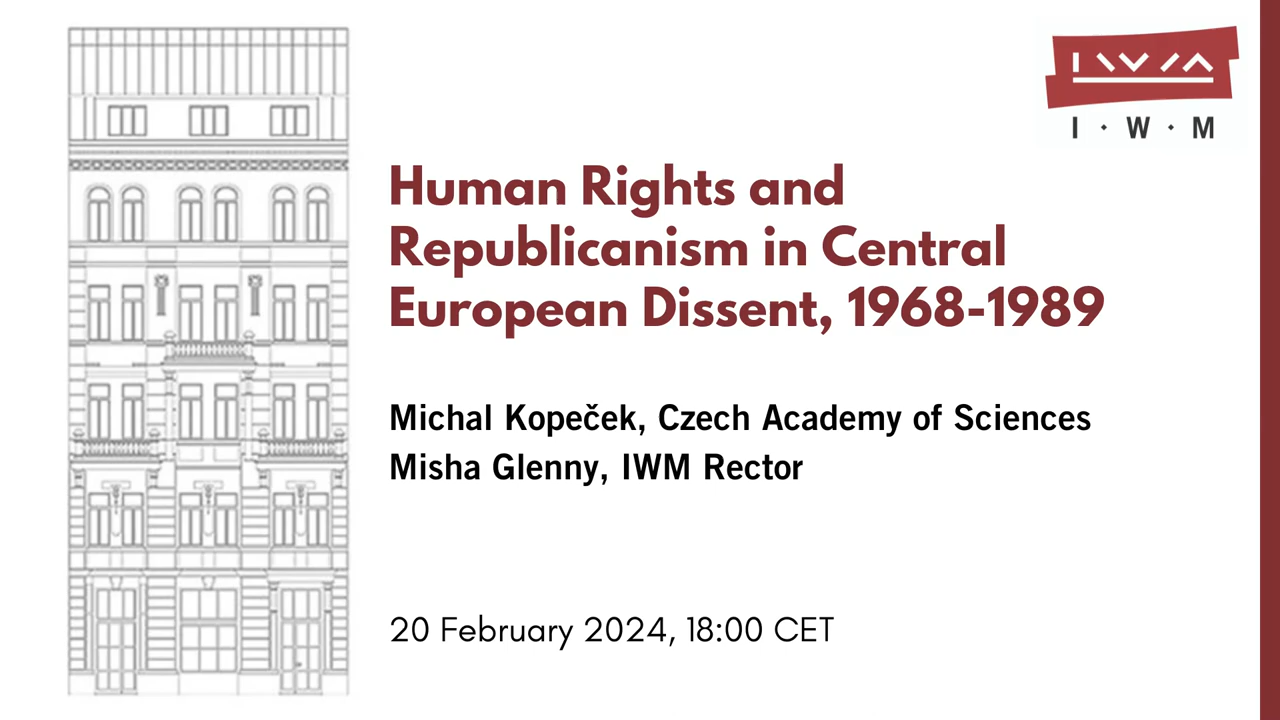 I · W · M
Human Rights and
Republicanism in Central
European Dissent, 1968-1989
Michal Kopeček, Czech Academy of Sciences
Misha Glenny, IWM Rector
20 February 2024, 18:00 CET